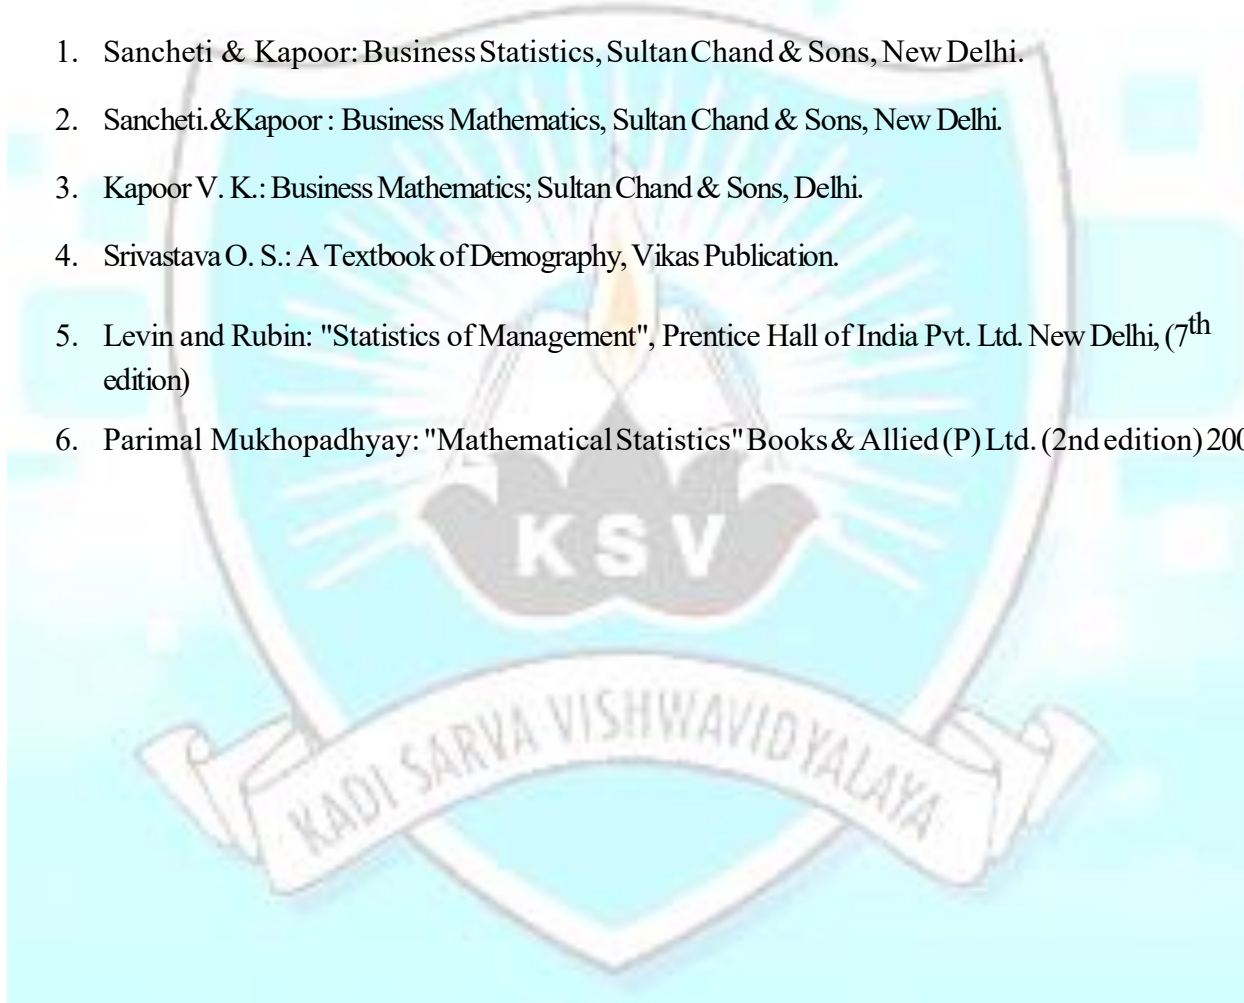 1. Sancheti & Kapoor: Business Statistics, Sultan Chand & Sons, New Delhi.
2. Sancheti.&Kapoor : Business Mathematics, Sultan Chand & Sons, New Delhi.
3. Kapoor V. K.: Business Mathematics; Sultan Chand & Sons, Delhi.
4. Srivastava O. S.: A Textbook of Demography, Vikas Publication.
5. Levin and Rubin: "Statistics of Management", Prentice Hall of India Pvt. Ltd. New Delhi, (7th
edition)
6. Parimal Mukhopadhyay: "Mathematical Statistics" Books & Allied (P) Ltd. (2nd edition) 200
KSV
KADI SARVA VISHWAVIDYALAYA